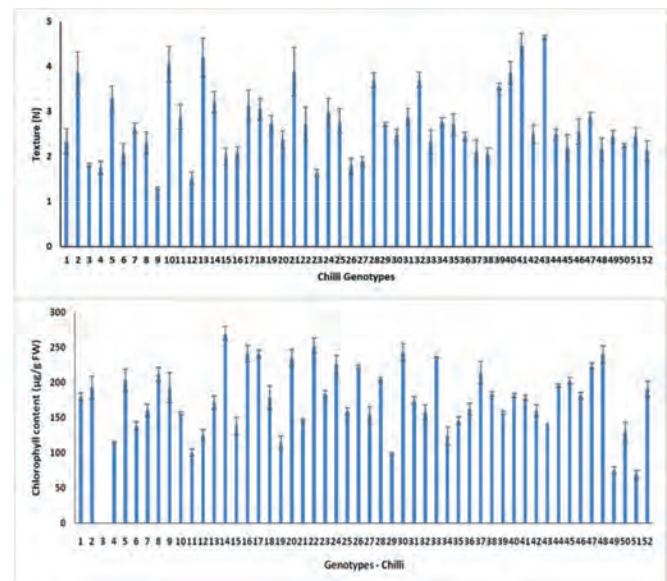 5
4
3
2
1
0
Texture (N)
1 2 3 4 5 6 7 8 9 10 11 12 13 14 15 16 17 18 19 20 21 22 23 24 25 26 27 28 29 30 31 32 33 34 35 36 37 38 39 40 41 42 43 44 45 46 47 48 49 50 51 52
Chilli Genotypes
300
250
200
150
100
50
0
Chlorophyll content (µg/g FW)
1 2 3 4 5 6 7 8 9 10 11 12 13 14 15 16 17 18 19 20 21 22 23 24 25 26 27 28 29 30 31 32 33 34 35 36 37 38 39 40 41 42 43 44 45 46 47 48 49 50 51 52
Genotypes - Chilli